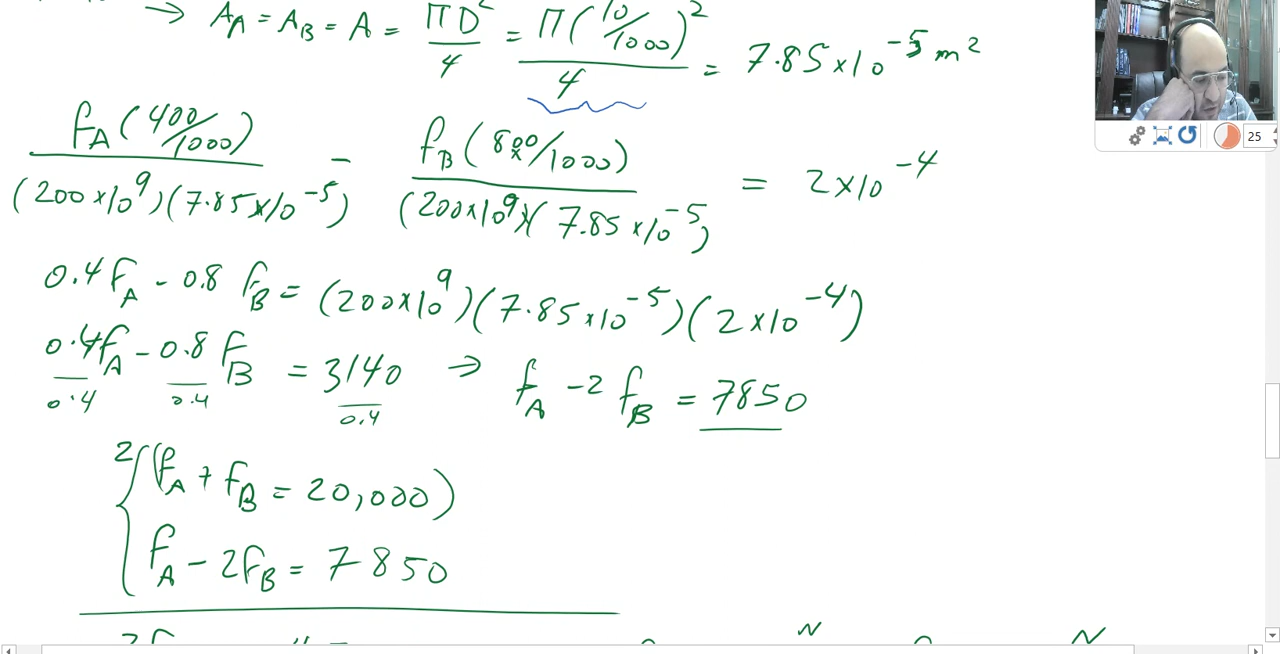 → A_A = A_B = A = πD²/4 = π(10/1000)²/4 = 7.85×10⁻⁵ m²
F_A(400/1000)/(200×10⁹)(7.85×10⁻⁵) - F_B(800/1000)/(200×10⁹)(7.85×10⁻⁵) = 2×10⁻⁴
0.4F_A - 0.8F_B = (200×10⁹)(7.85×10⁻⁵)(2×10⁻⁴)
0.4F_A/0.4 - 0.8F_B/0.4 = 3140/0.4 → F_A - 2F_B = 7850
2 { (F_A + F_B = 20,000)
F_A - 2F_B = 7850
N N
25